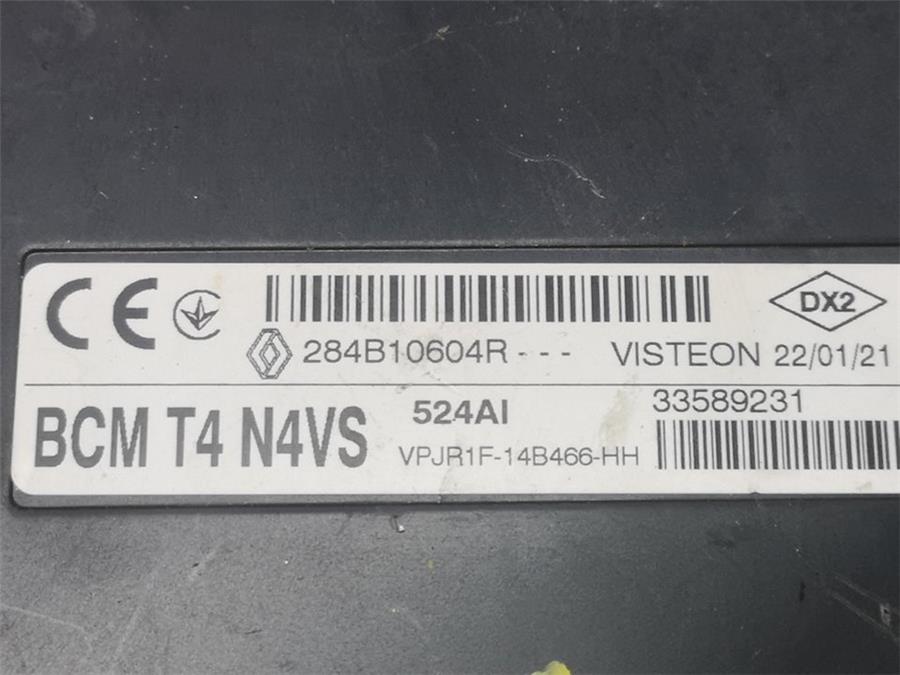 CE
DX2
284B10604R - - - VISTEON 22/01/21
BCM T4 N4VS
524AI
33589231
VPJR1F-14B466-HH